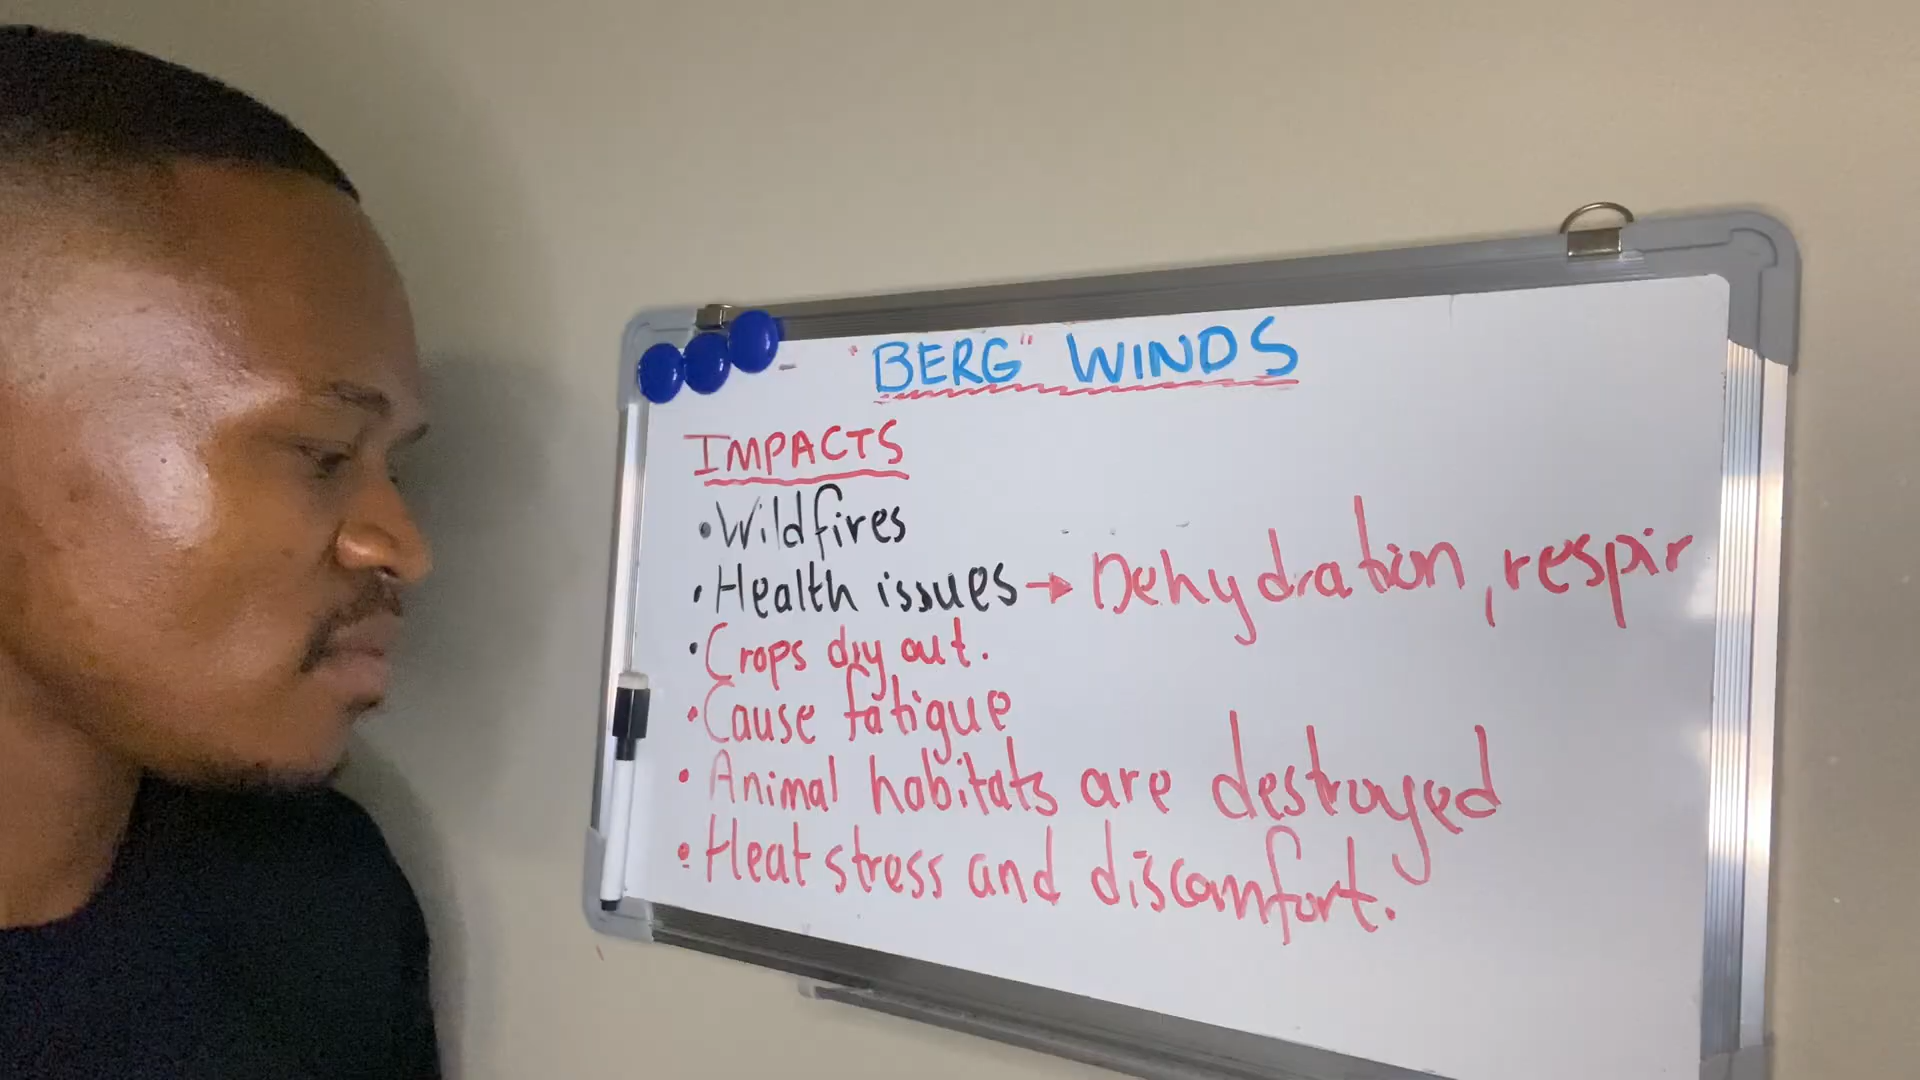 "BERG" WINDS
IMPACTS
• Wildfires
• Health issues → Dehydration, respir
• Crops dry out.
• Cause fatigue
• Animal habitats are destroyed
• Heat stress and discomfort.